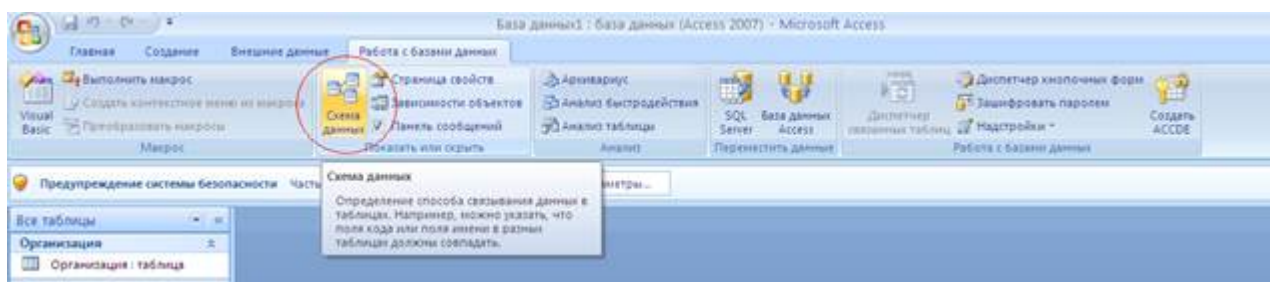 База данных1 : база данных (Access 2007) - Microsoft Access
Главная Создание Внешние данные Работа с базами данных
Visual Basic
Выполнить макрос
Создать контекстное меню из макроса
Преобразовать макросы
Макрос
Схема данных
Страница свойств
Зависимости объектов
Панель сообщений
Показать или скрыть
Архивариус
Анализ быстродействия
Анализ таблицы
Анализ
SQL Server
База данных Access
Переместить данные
Диспетчер связанных таблиц
Диспетчер кнопочных форм
Зашифровать паролем
Надстройки
Создать ACCDE
Работа с базами данных
Предупреждение системы безопасности Часть
метры...
Схема данных
Определение способа связывания данных в
таблицах. Например, можно указать, что
поля кода или поля имени в разных
таблицах должны совпадать.
Все таблицы
Организация
Организация : таблица